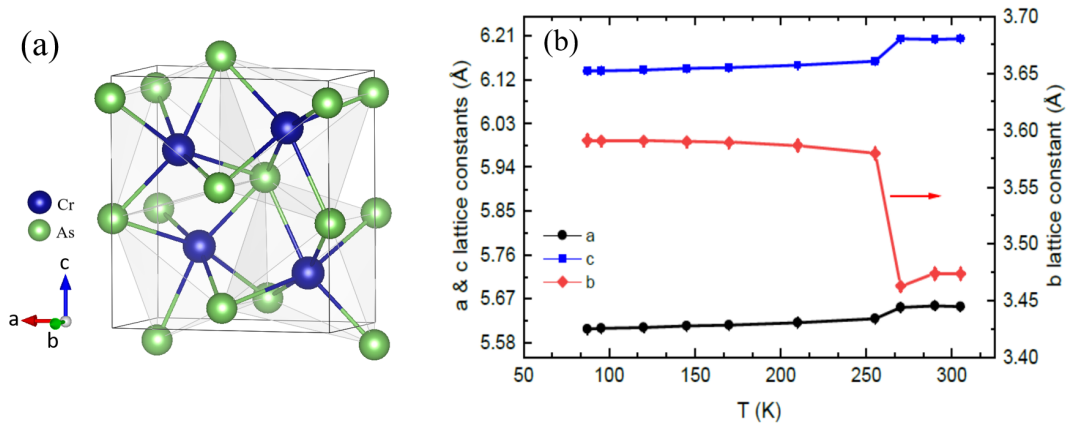 (a)
Cr
As
c
a
b
(b)
a & c lattice constants (Å)
6.21
6.12
6.03
5.94
5.85
5.76
5.67
5.58
a
c
b
50
100
150
200
250
300
T (K)
3.70
3.65
3.60
3.55
3.50
3.45
3.40
b lattice constant (Å)